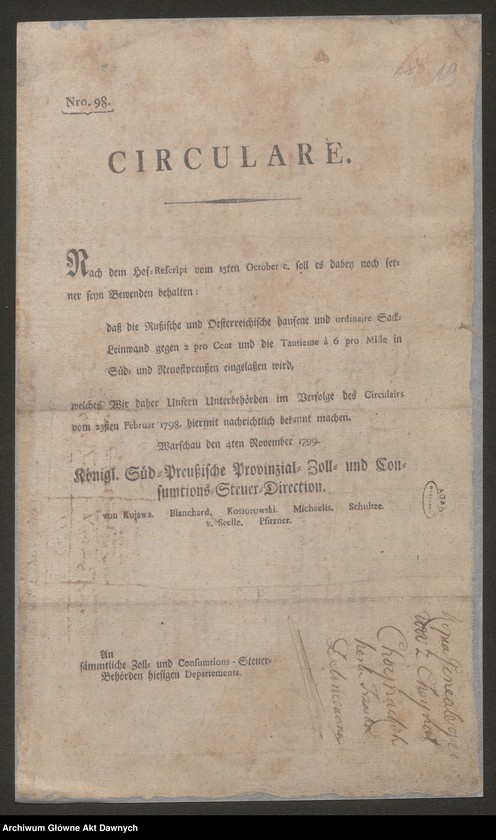 19
Nro. 98.
CIRCULARE.
Nach dem Hof-Rescript vom 15ten October c. soll es dabey noch fer-
ner seyn Bewenden behalten:
daß die Rußische und Oesterreichische hanfene und ordinaire Sack-
Leinwand gegen 2 pro Cent und die Tantieme à 6 pro Mille in
Süd- und Neuostpreußen eingelaßen wird,
welches Wir daher Unsern Unterbehörden im Verfolge des Circulairs
vom 23sten Februar 1798. hiermit nachrichtlich bekannt machen.
Warschau den 4ten November 1799.
Königl. Süd-Preußische Provinzial-Zoll- und Con-
sumtions-Steuer-Direction.
von Kujawa. Blanchard. Kosiorowski. Michaelis. Schultze.
v. Scelle. Pfitzner.
AGAD
An
sämmtliche Zoll- und Consumtions-Steuer-
Behörden hiesigen Departements.
Archiwum Główne Akt Dawnych